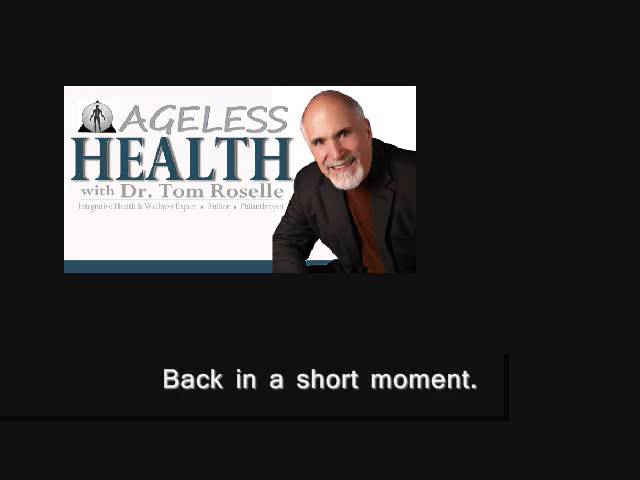 AGELESS
HEALTH
with Dr. Tom Roselle
Integrative Health & Wellness Expert • Author • Philanthropist
Back in a short moment.